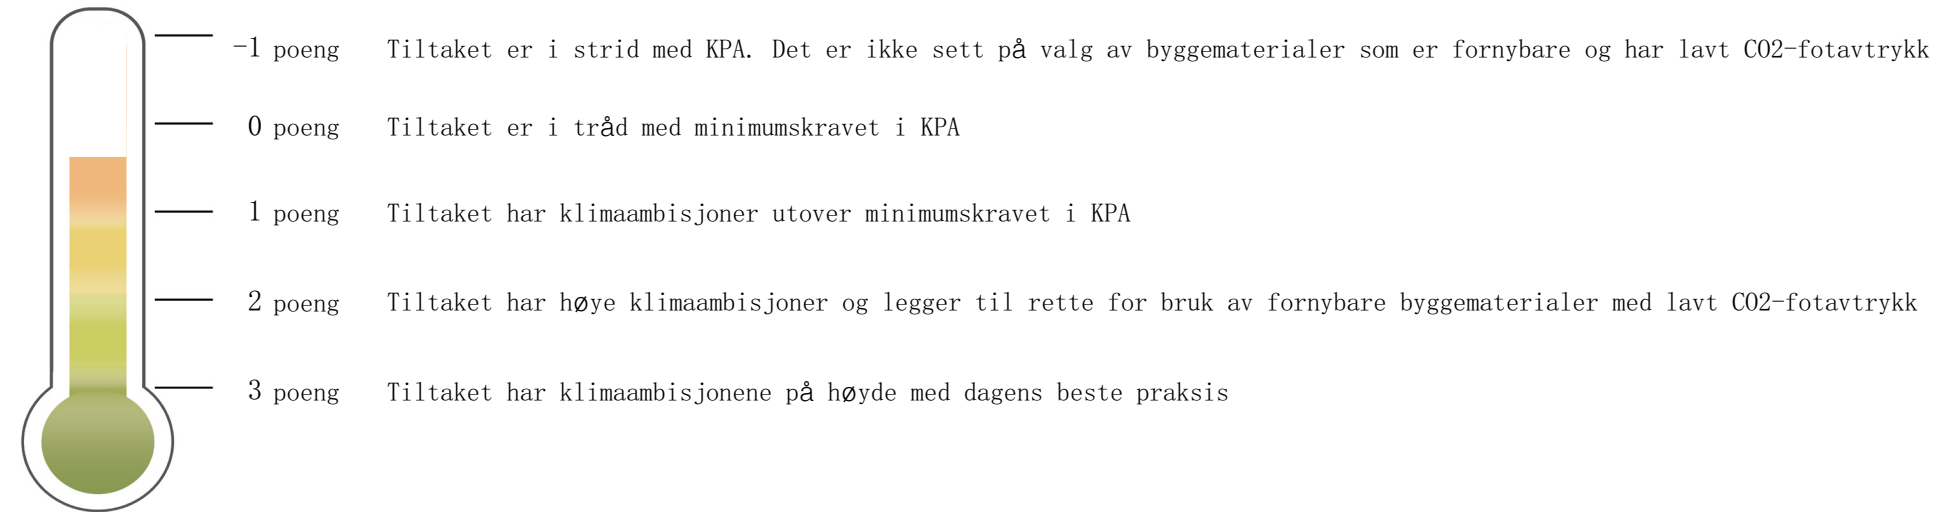 -1 poeng Tiltaket er i strid med KPA. Det er ikke sett på valg av byggematerialer som er fornybare og har lavt CO2-fotavtrykk
0 poeng Tiltaket er i tråd med minimumskravet i KPA
1 poeng Tiltaket har klimaambisjoner utover minimumskravet i KPA
2 poeng Tiltaket har høye klimaambisjoner og legger til rette for bruk av fornybare byggematerialer med lavt CO2-fotavtrykk
3 poeng Tiltaket har klimaambisjonene på høyde med dagens beste praksis